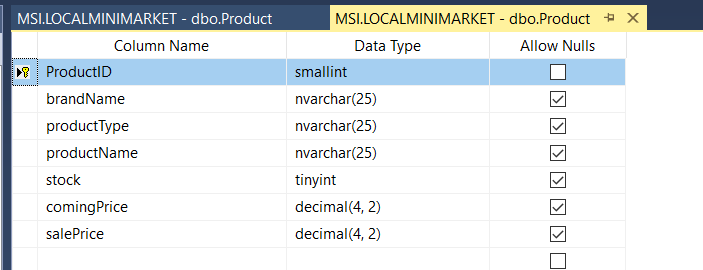 MSI.LOCALMINIMARKET - dbo.Product MSI.LOCALMINIMARKET - dbo.Product
Column Name Data Type Allow Nulls
ProductID smallint
brandName nvarchar(25)
productType nvarchar(25)
productName nvarchar(25)
stock tinyint
comingPrice decimal(4, 2)
salePrice decimal(4, 2)